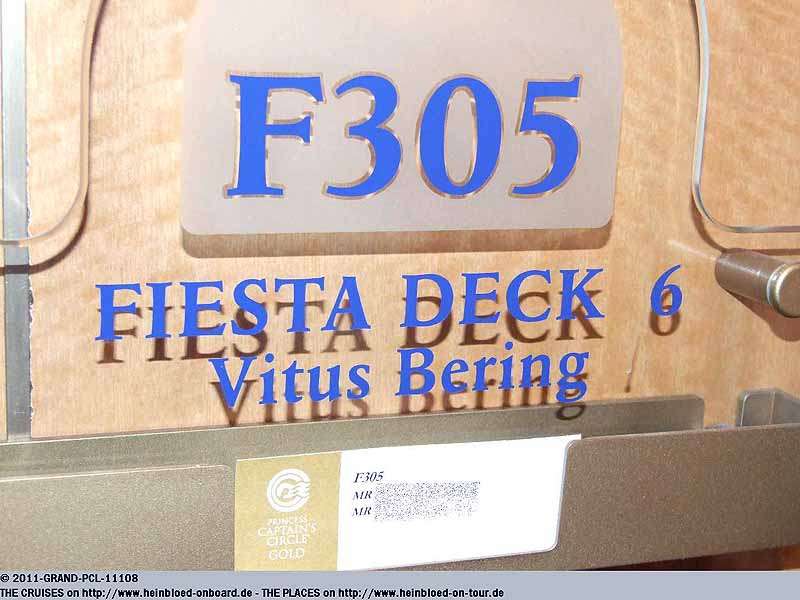 F305
FIESTA DECK 6
Vitus Bering
F305
MR
MR
PRINCESS
CAPTAIN'S
CIRCLE
GOLD
© 2011-GRAND-PCL-11108
THE CRUISES on http://www.heinbloed-onboard.de - THE PLACES on http://www.heinbloed-on-tour.de